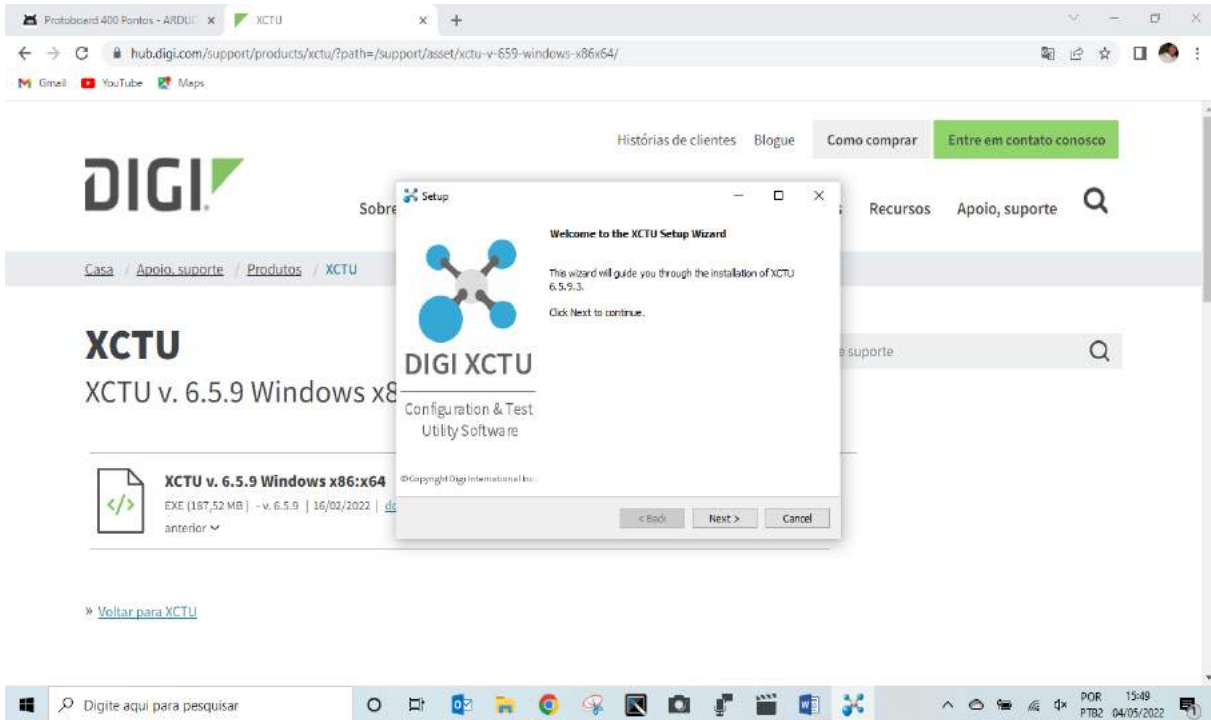 Protoboard 400 Pontos - ARDUI
XCTU
hub.digi.com/support/products/xctu/?path=/support/asset/xctu-v-659-windows-x86x64/
Gmail YouTube Maps
Histórias de clientes Blogue Como comprar Entre em contato conosco
DIGI
Sobre
Recursos Apoio, suporte
Casa / Apoio, suporte / Produtos / XCTU
Setup
Welcome to the XCTU Setup Wizard
This wizard will guide you through the installation of XCTU
6.5.9.3.
Click Next to continue.
DIGI XCTU
Configuration & Test
Utility Software
©Copyright Digi International Inc.
< Back Next > Cancel
XCTU
XCTU v. 6.5.9 Windows x8
suporte
XCTU v. 6.5.9 Windows x86:x64
EXE (187,52 MB) - v. 6.5.9 | 16/02/2022 |
anterior
» Voltar para XCTU
Digite aqui para pesquisar
POR 15:49
PTB2 04/05/2022